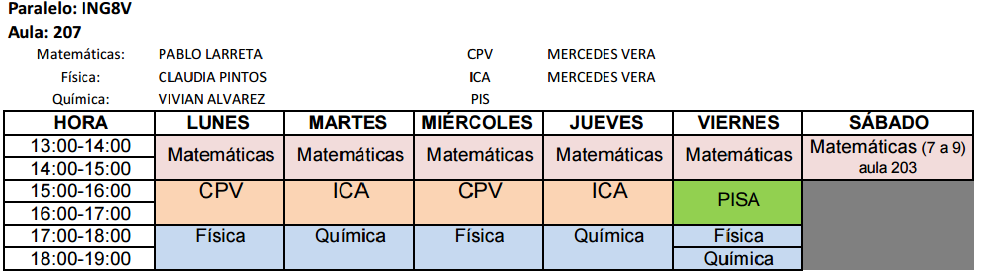 Paralelo: ING8V
Aula: 207
Matemáticas: PABLO LARRETA CPV MERCEDES VERA
Física: CLAUDIA PINTOS ICA MERCEDES VERA
Química: VIVIAN ALVAREZ PIS
HORA LUNES MARTES MIÉRCOLES JUEVES VIERNES SÁBADO
13:00-14:00 Matemáticas Matemáticas Matemáticas Matemáticas Matemáticas Matemáticas (7 a 9)
14:00-15:00 aula 203
15:00-16:00 CPV ICA CPV ICA PISA
16:00-17:00
17:00-18:00 Física Química Física Química Física
18:00-19:00 Química